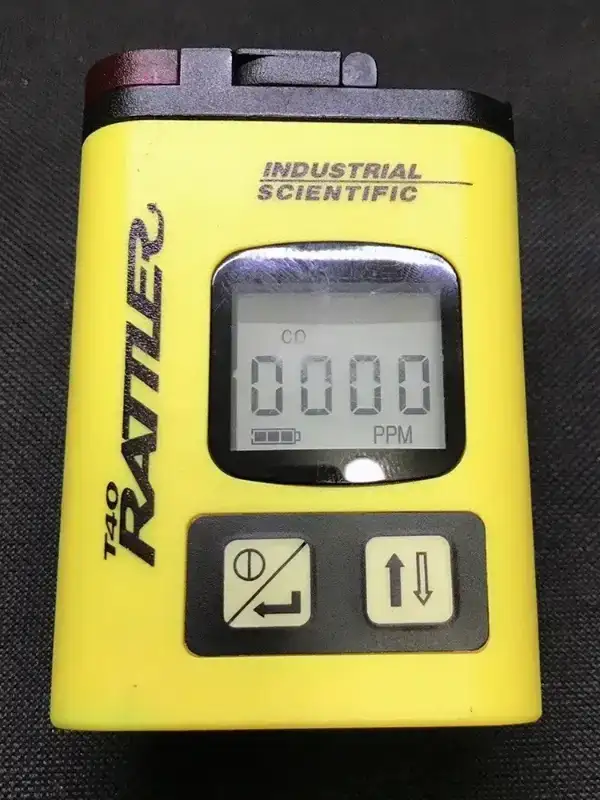 INDUSTRIAL
SCIENTIFIC
T40 RATTLER
CO
0000
PPM